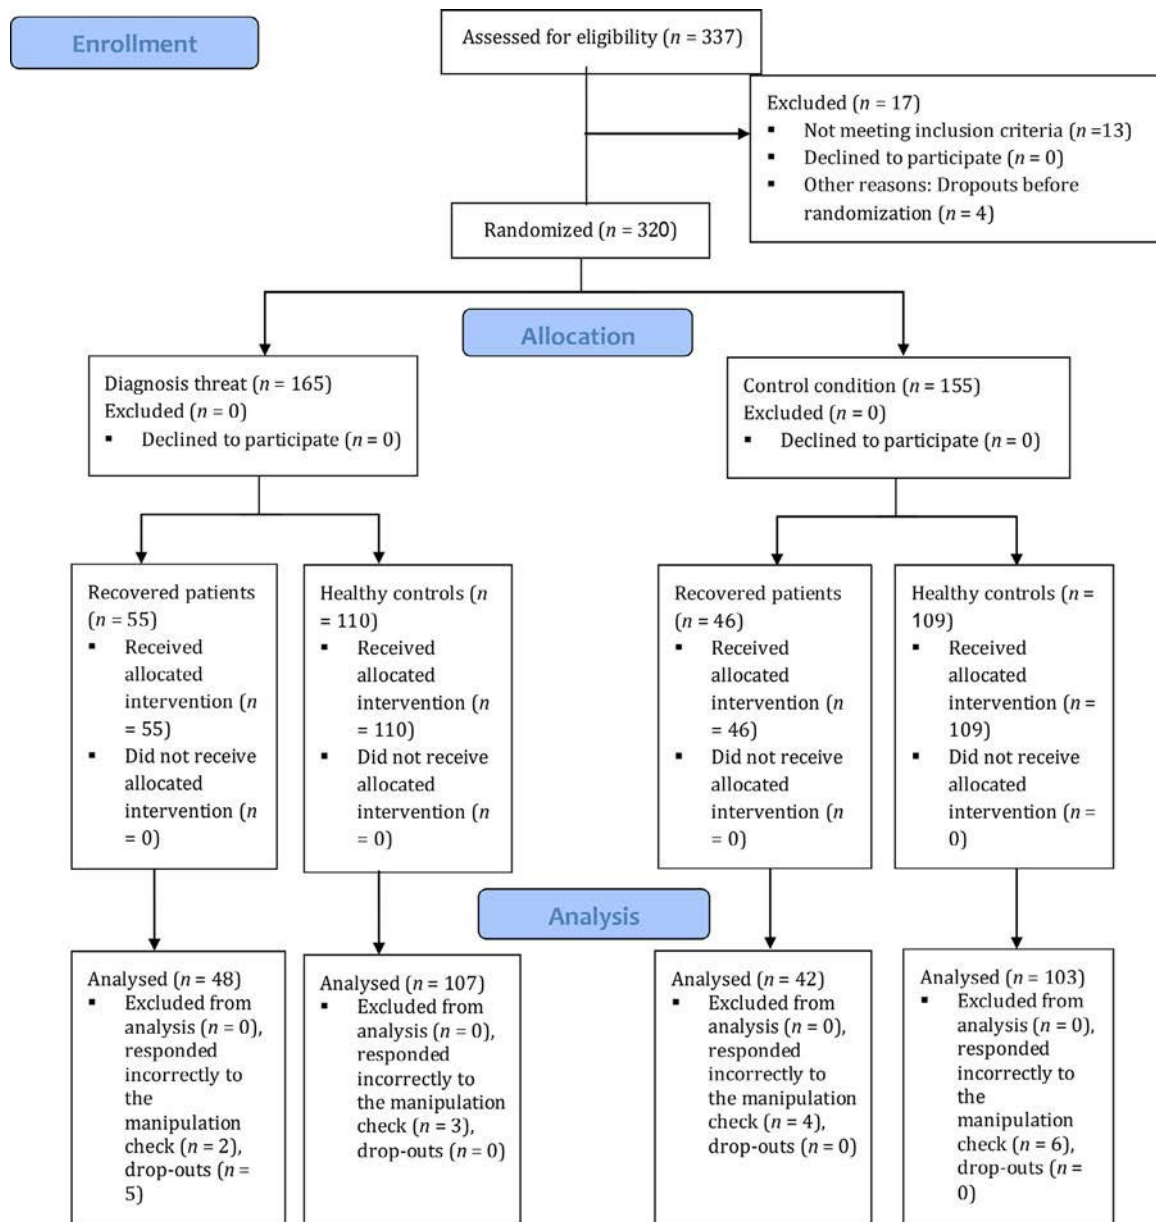 Enrollment
Assessed for eligibility (n = 337)
Excluded (n = 17)
▪ Not meeting inclusion criteria (n =13)
▪ Declined to participate (n = 0)
▪ Other reasons: Dropouts before
randomization (n = 4)
Randomized (n = 320)
Allocation
Diagnosis threat (n = 165)
Excluded (n = 0)
▪ Declined to participate (n = 0)
Control condition (n = 155)
Excluded (n = 0)
▪ Declined to participate (n = 0)
Recovered patients
(n = 55)
▪ Received
allocated
intervention (n
= 55)
▪ Did not receive
allocated
intervention (n
= 0)
Healthy controls (n
= 110)
▪ Received
allocated
intervention (n
= 110)
▪ Did not receive
allocated
intervention (n
= 0)
Recovered patients
(n = 46)
▪ Received
allocated
intervention (n
= 46)
▪ Did not receive
allocated
intervention (n
= 0)
Healthy controls (n =
109)
▪ Received
allocated
intervention (n =
109)
▪ Did not receive
allocated
intervention (n =
0)
Analysis
Analysed (n = 48)
▪ Excluded from
analysis (n = 0),
responded
incorrectly to
the
manipulation
check (n = 2),
drop-outs (n =
5)
Analysed (n = 107)
▪ Excluded from
analysis (n = 0),
responded
incorrectly to
the manipulation
check (n = 3),
drop-outs (n = 0)
Analysed (n = 42)
▪ Excluded from
analysis (n = 0),
responded
incorrectly to
the manipulation
check (n = 4),
drop-outs (n = 0)
Analysed (n = 103)
▪ Excluded from
analysis (n = 0),
responded
incorrectly to
the
manipulation
check (n = 6),
drop-outs (n =
0)